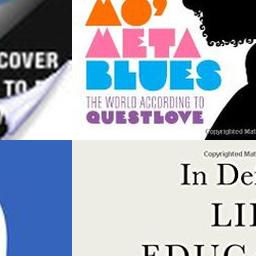 COVER
TO
MO'
META
BLUES
THE WORLD ACCORDING TO
QUESTLOVE
Copyrighted Mat
Copyrighted Mat
In De
LI
EDUC